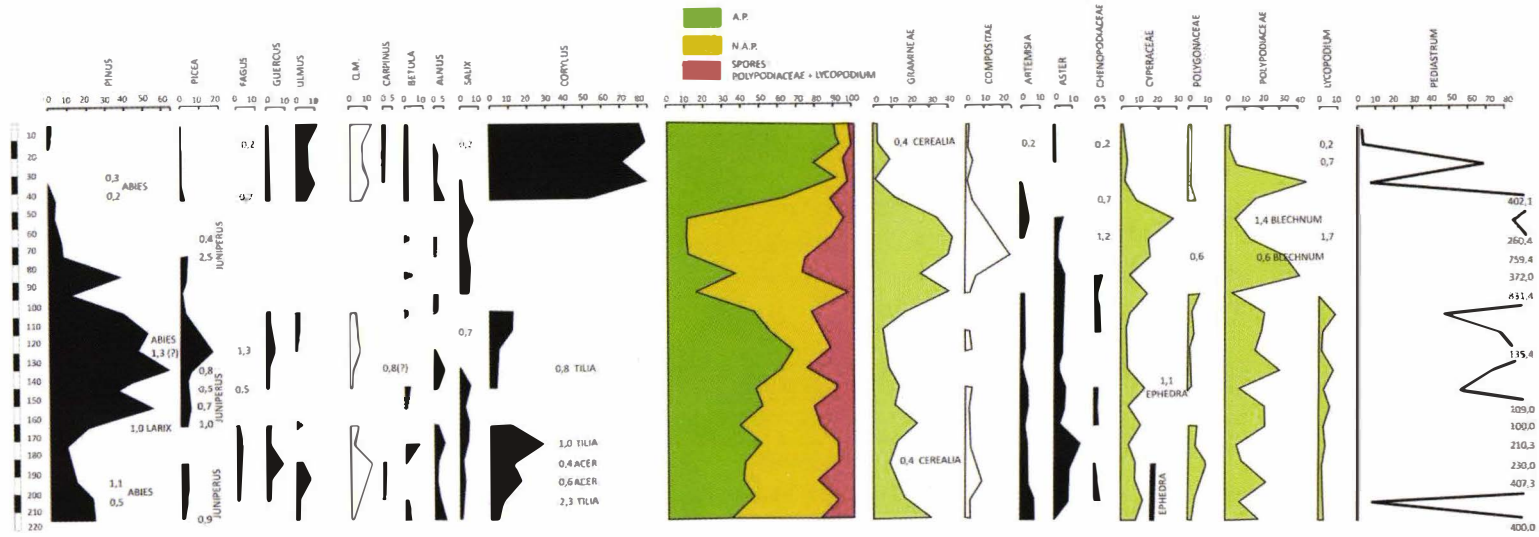 A.P.
N.A.P.
SPORES
POLYPODIACEAE + LYCOPODIUM
PINUS
PICEA
FAGUS
GUERCUS
ULMUS
Q.M.
CARPINUS
BETULA
ALNUS
SALIX
CORYLUS
GRAMINEAE
COMPOSITAE
ARTEMISIA
ASTER
CHENOPODIACEAE
CYPERACEAE
POLYGONACEAE
POLYPODIACEAE
LYCOPODIUM
PEDIASTRUM
0 10 20 30 40 50 60
0 10 70
0 10
0 10
0 10
0 10
0 5
0 10
0 5
0 10
0 10 20 30 40 50 60 70 80
0 10 20 30 40 50 60 70 80 90 100
0 10 20 30 40
0 10
0 10
0 10
0 5
0 10 20 30
0 10
0 10 20 40
0 10
0 10 20 30 40 50 60 70 80
10
20
30
40
50
60
70
80
90
100
110
120
130
140
150
160
170
180
190
200
210
220
0,3
ABIES
0,2
0,4
2,5
JUNIPERUS
ABIES
1,3 (?)
0,8
0,5
0,7
1,0
JUNIPERUS
1,0 LARIX
1,1
ABIES
0,5
0,9
JUNIPERUS
0,2
0,7
1,3
0,5
0,8(?)
0,2
0,7
0,8 TILIA
1,0 TILIA
0,4 ACER
0,6 ACER
2,3 TILIA
0,4 CEREALIA
0,4 CEREALIA
0,2
0,2
0,7
1,2
1,1
EPHEDRA
EPHEDRA
0,6
1,4 BLECHNUM
0,6 BLECHNUM
0,2
0,7
1,7
402,1
260,4
759,4
372,0
831,4
135,4
109,0
100,0
210,3
230,0
407,3
400,0